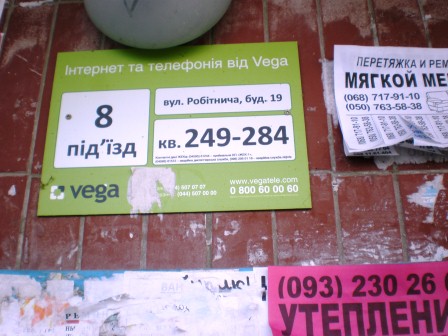 Інтернет та телефонія від Vega
8
під'їзд
вул. Робітнича, буд. 19
кв. 249-284
vega
www.vegatele.com
0 800 60 00 60
ПЕРЕТЯЖКА И РЕМ
МЯГКОЙ МЕ
(068) 717-91-10
(050) 763-58-38
(093) 230 26
УТЕПЛЕН